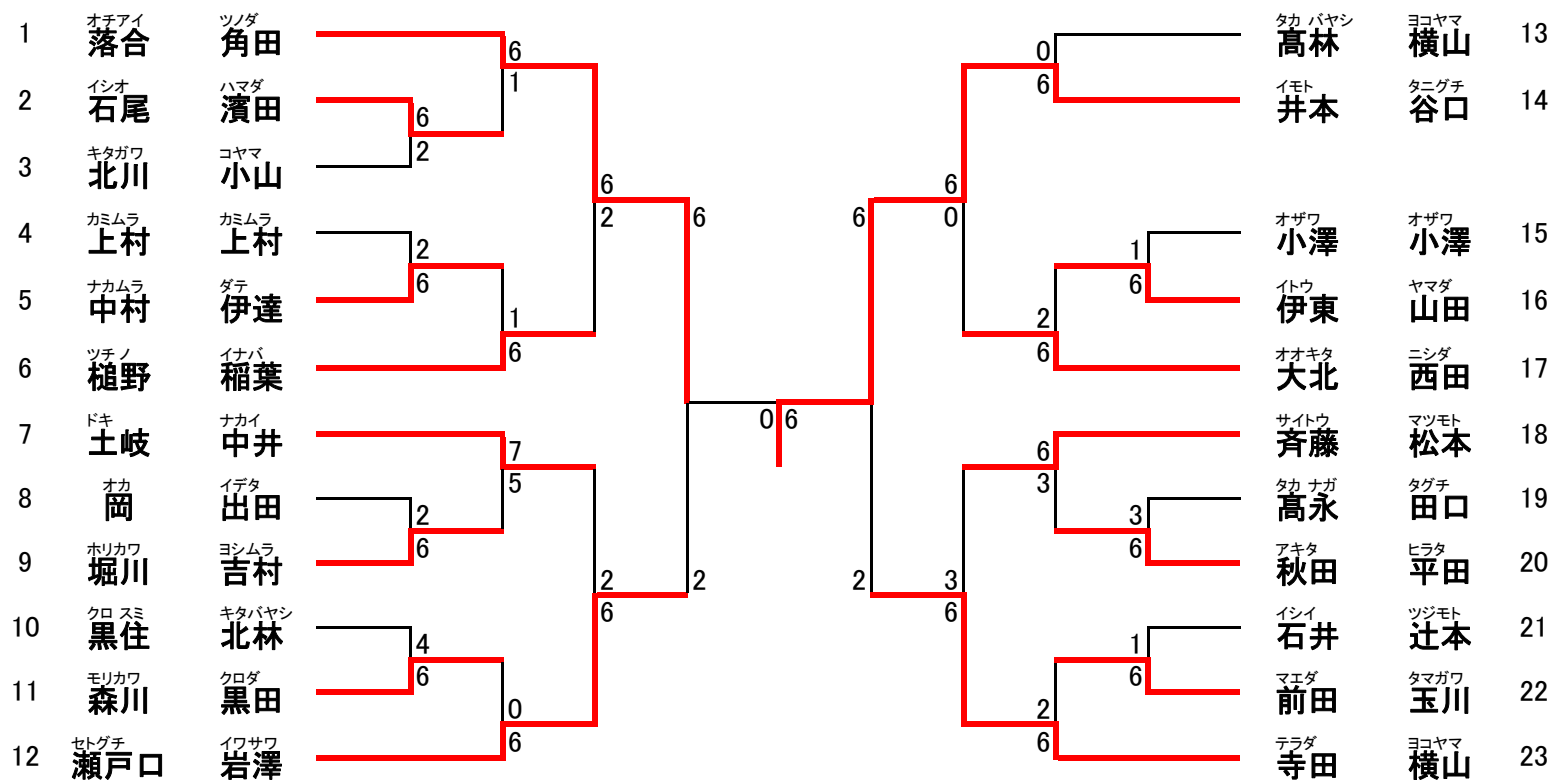 オチアイ ツノダ
1 落合 角田
イシオ ハマダ
2 石尾 濱田
キタガワ コヤマ
3 北川 小山
カミムラ カミムラ
4 上村 上村
ナカムラ ダテ
5 中村 伊達
ツチノ イナバ
6 槌野 稲葉
ドキ ナカイ
7 土岐 中井
オカ イデタ
8 岡 出田
ホリカワ ヨシムラ
9 堀川 吉村
クロ スミ キタバヤシ
10 黒住 北林
モリカワ クロダ
11 森川 黒田
セトグチ イワサワ
12 瀬戸口 岩澤
6
1
6
2
2
6
1
6
7
5
2
6
4
6
0
6
6
2
2
6
6
2
0 6
6
2
6
0
3
6
0
6
1
6
2
6
6
3
3
6
1
6
2
6
タカ バヤシ ヨコヤマ
髙林 横山 13
イモト タニグチ
井本 谷口 14
オザワ オザワ
小澤 小澤 15
イトウ ヤマダ
伊東 山田 16
オオキタ ニシダ
大北 西田 17
サイトウ マツモト
斉藤 松本 18
タカ ナガ タグチ
髙永 田口 19
アキタ ヒラタ
秋田 平田 20
イシイ ツジモト
石井 辻本 21
マエダ タマガワ
前田 玉川 22
テラダ ヨコヤマ
寺田 横山 23